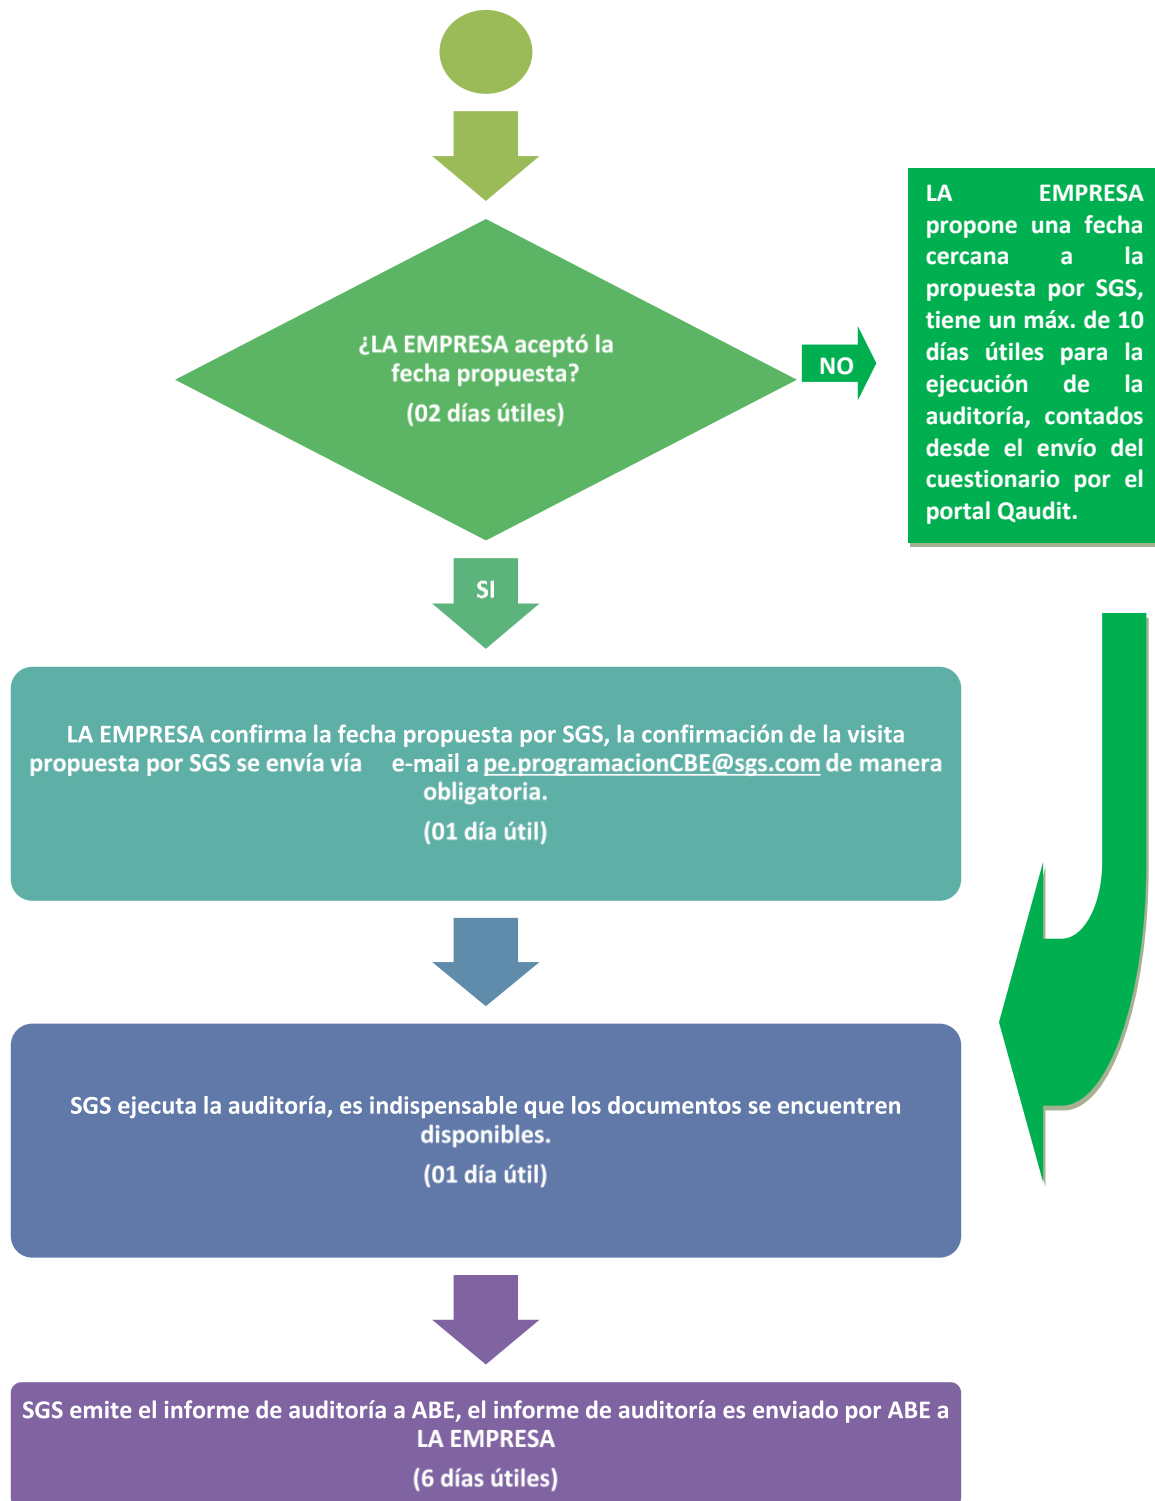 ¿LA EMPRESA aceptó la
fecha propuesta?
(02 días útiles)
NO
LA EMPRESA
propone una fecha
cercana a la
propuesta por SGS,
tiene un máx. de 10
días útiles para la
ejecución de la
auditoría, contados
desde el envío del
cuestionario por el
portal Qaudit.
SI
LA EMPRESA confirma la fecha propuesta por SGS, la confirmación de la visita
propuesta por SGS se envía vía e-mail a pe.programacionCBE@sgs.com de manera
obligatoria.
(01 día útil)
SGS ejecuta la auditoría, es indispensable que los documentos se encuentren
disponibles.
(01 día útil)
SGS emite el informe de auditoría a ABE, el informe de auditoría es enviado por ABE a
LA EMPRESA
(6 días útiles)